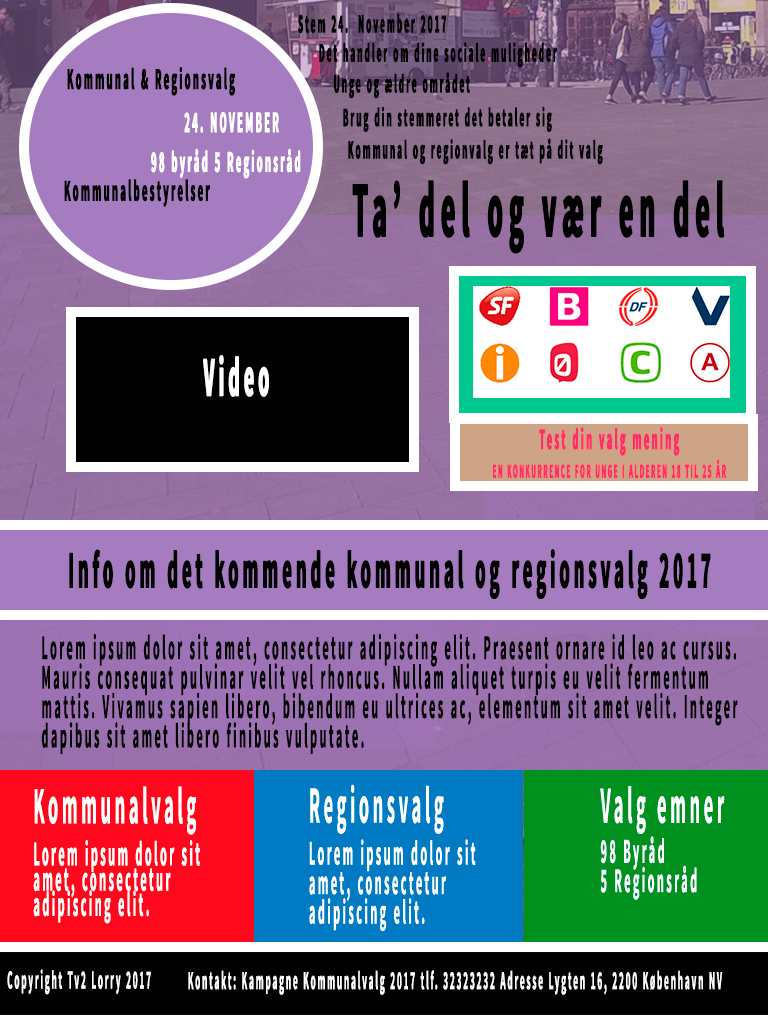 Stem 24. November 2017
Det handler om dine sociale muligheder
Unge og ældre området
Brug din stemmeret det betaler sig
Kommunal og regionvalg er tæt på dit valg
Kommunal & Regionsvalg
24. NOVEMBER
98 byråd 5 Regionsråd
Kommunalbestyrelser
Ta’ del og vær en del
SF B DF V
i Ø C A
Video
Test din valg mening
EN KONKURRENCE FOR UNGE I ALDEREN 18 TIL 25 ÅR
Info om det kommende kommunal og regionsvalg 2017
Lorem ipsum dolor sit amet, consectetur adipiscing elit. Praesent ornare id leo ac cursus.
Mauris consequat pulvinar velit vel rhoncus. Nullam aliquet turpis eu velit fermentum
mattis. Vivamus sapien libero, bibendum eu ultrices ac, elementum sit amet velit. Integer
dapibus sit amet libero finibus vulputate.
Kommunalvalg
Lorem ipsum dolor sit
amet, consectetur
adipiscing elit.
Regionsvalg
Lorem ipsum dolor sit
amet, consectetur
adipiscing elit.
Valg emner
98 Byråd
5 Regionsråd
Copyright Tv2 Lorry 2017
Kontakt: Kampagne Kommunalvalg 2017 tlf. 32323232 Adresse Lygten 16, 2200 København NV